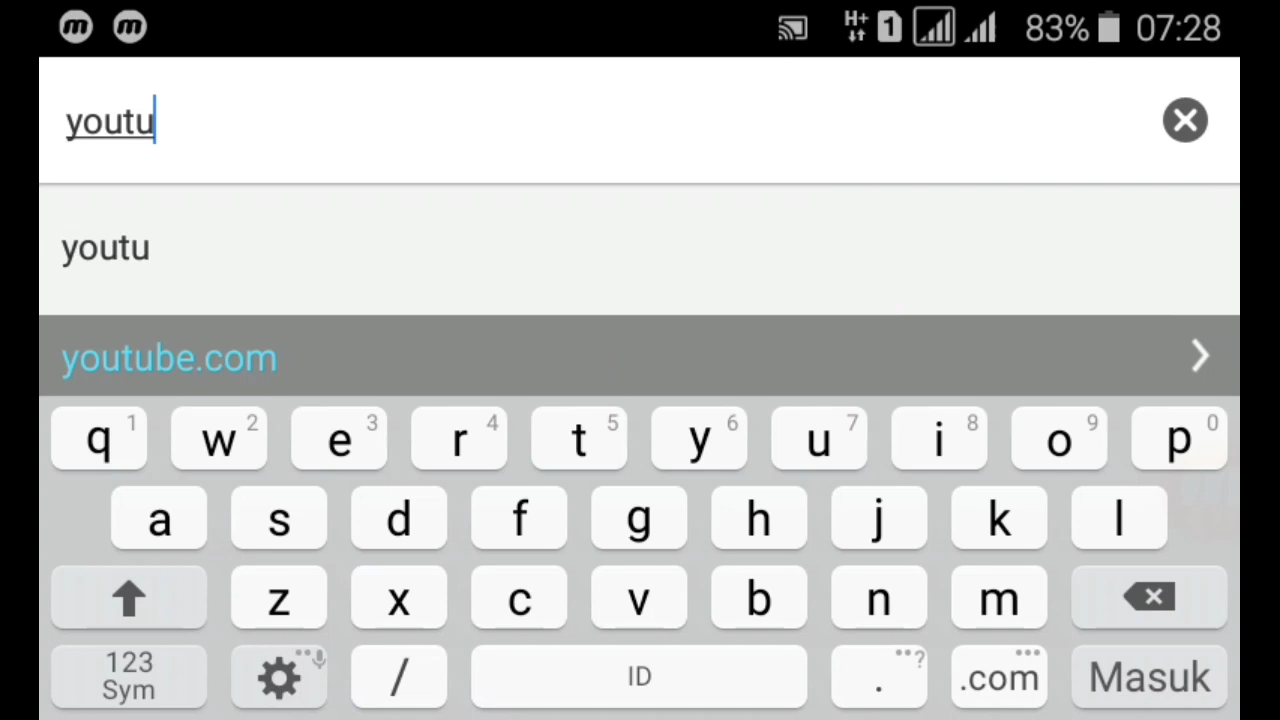 m m H+ 1 83% 07:28
youtu
youtu
youtube.com
q 1 w 2 e 3 r 4 t 5 y 6 u 7 i 8 o 9 p 0
a s d f g h j k l
z x c v b n m
123 Sym / ID . ? .com Masuk